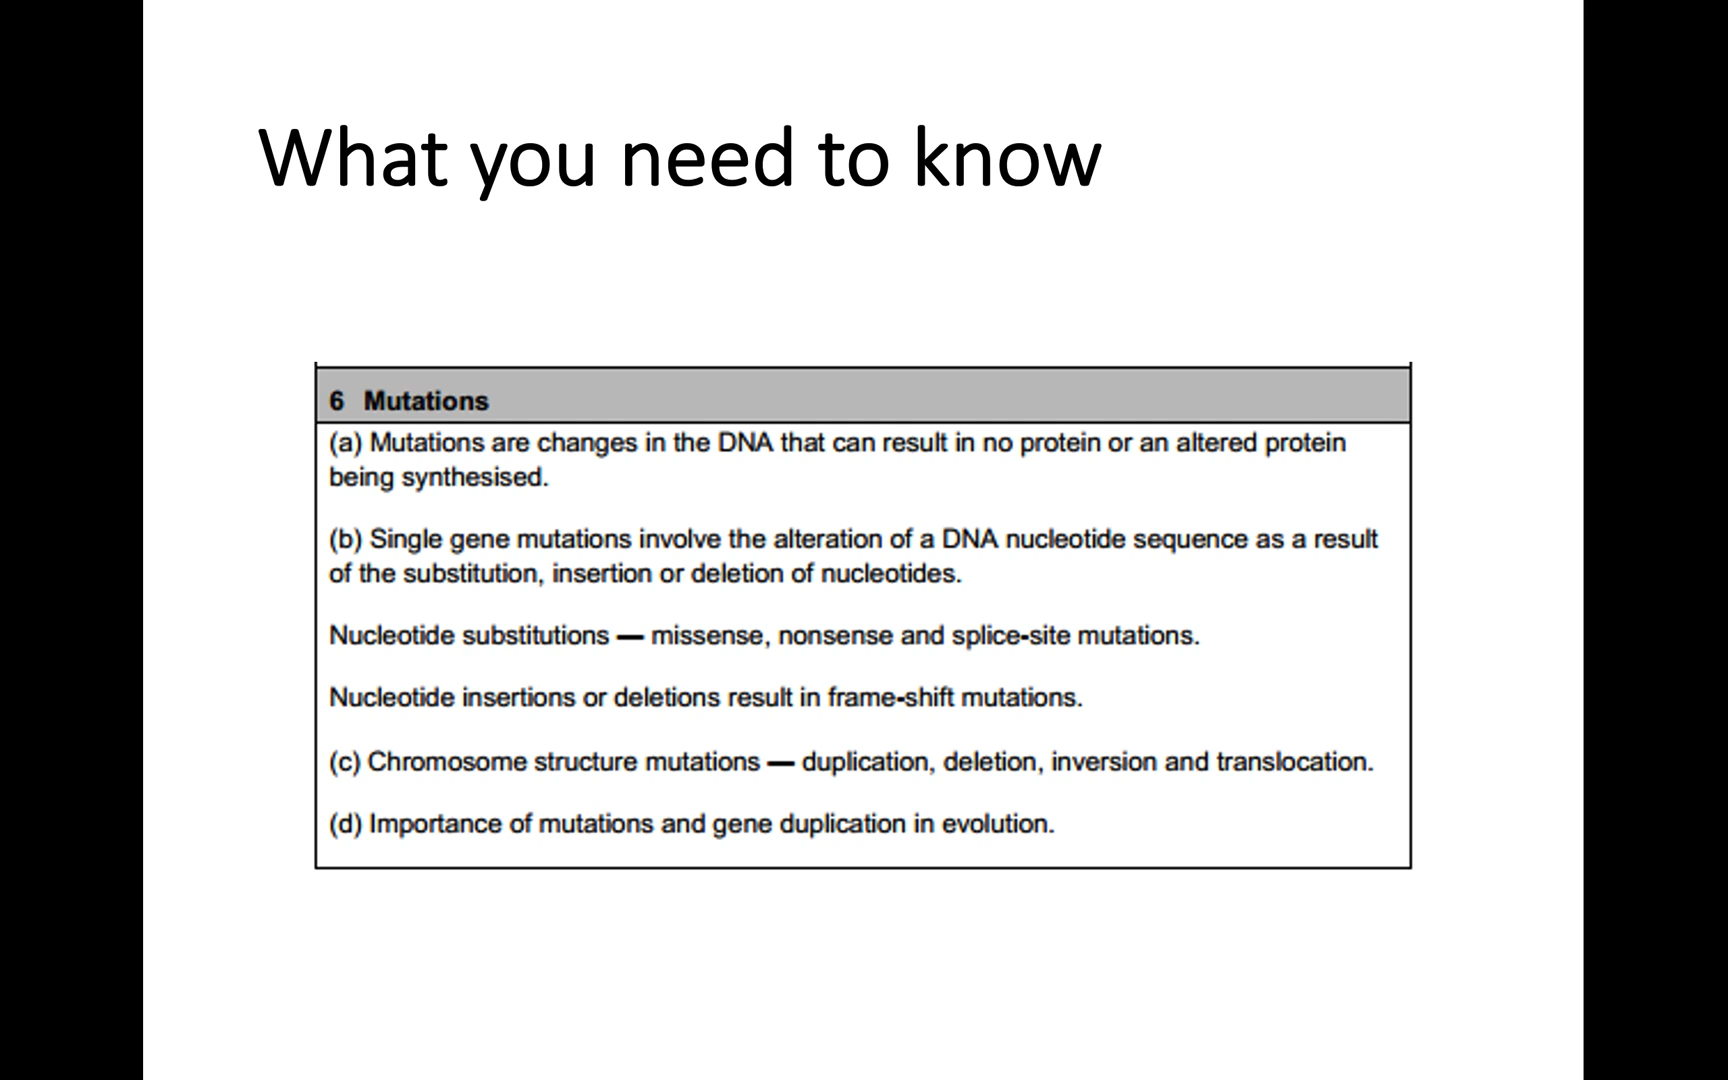 What you need to know
6 Mutations
(a) Mutations are changes in the DNA that can result in no protein or an altered protein
being synthesised.
(b) Single gene mutations involve the alteration of a DNA nucleotide sequence as a result
of the substitution, insertion or deletion of nucleotides.
Nucleotide substitutions — missense, nonsense and splice-site mutations.
Nucleotide insertions or deletions result in frame-shift mutations.
(c) Chromosome structure mutations — duplication, deletion, inversion and translocation.
(d) Importance of mutations and gene duplication in evolution.